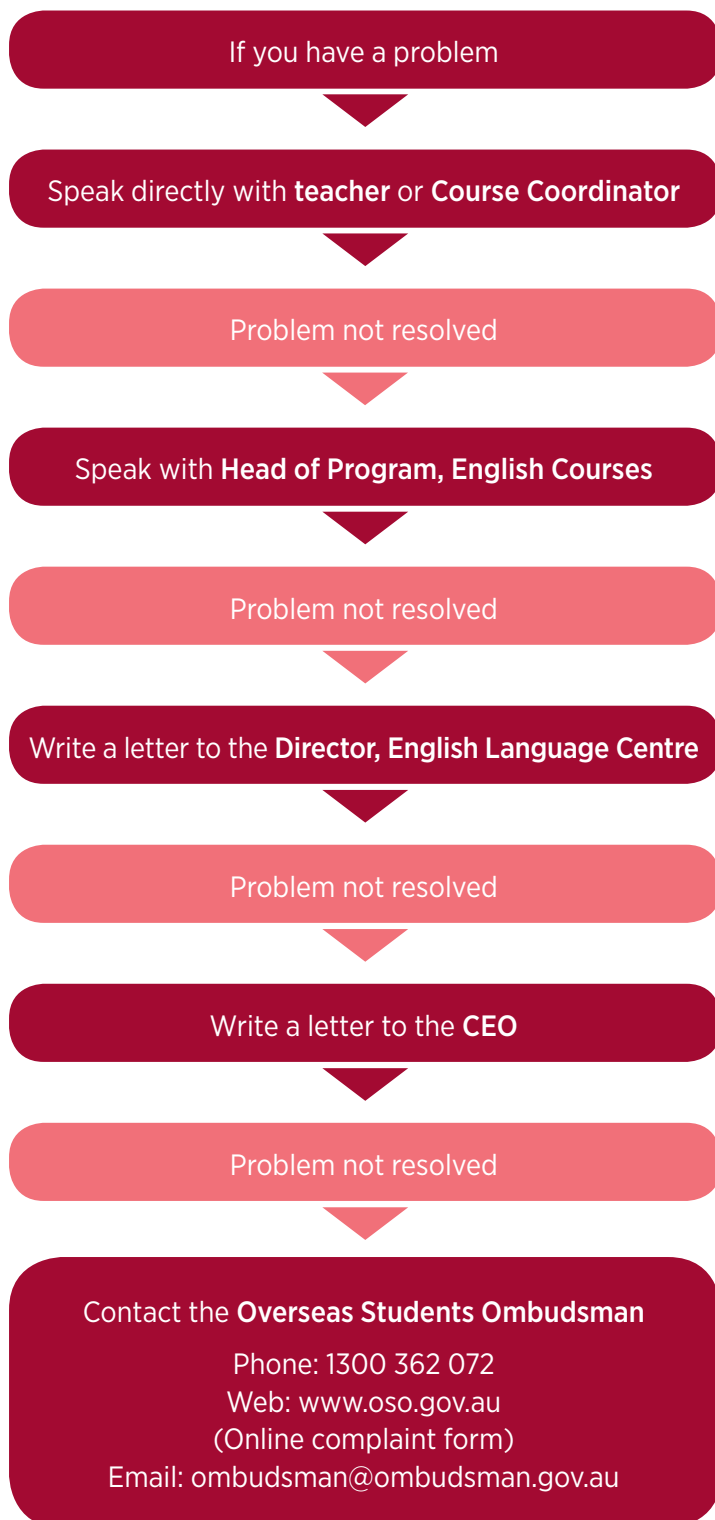 If you have a problem
Speak directly with teacher or Course Coordinator
Problem not resolved
Speak with Head of Program, English Courses
Problem not resolved
Write a letter to the Director, English Language Centre
Problem not resolved
Write a letter to the CEO
Problem not resolved
Contact the Overseas Students Ombudsman
Phone: 1300 362 072
Web: www.oso.gov.au
(Online complaint form)
Email: ombudsman@ombudsman.gov.au